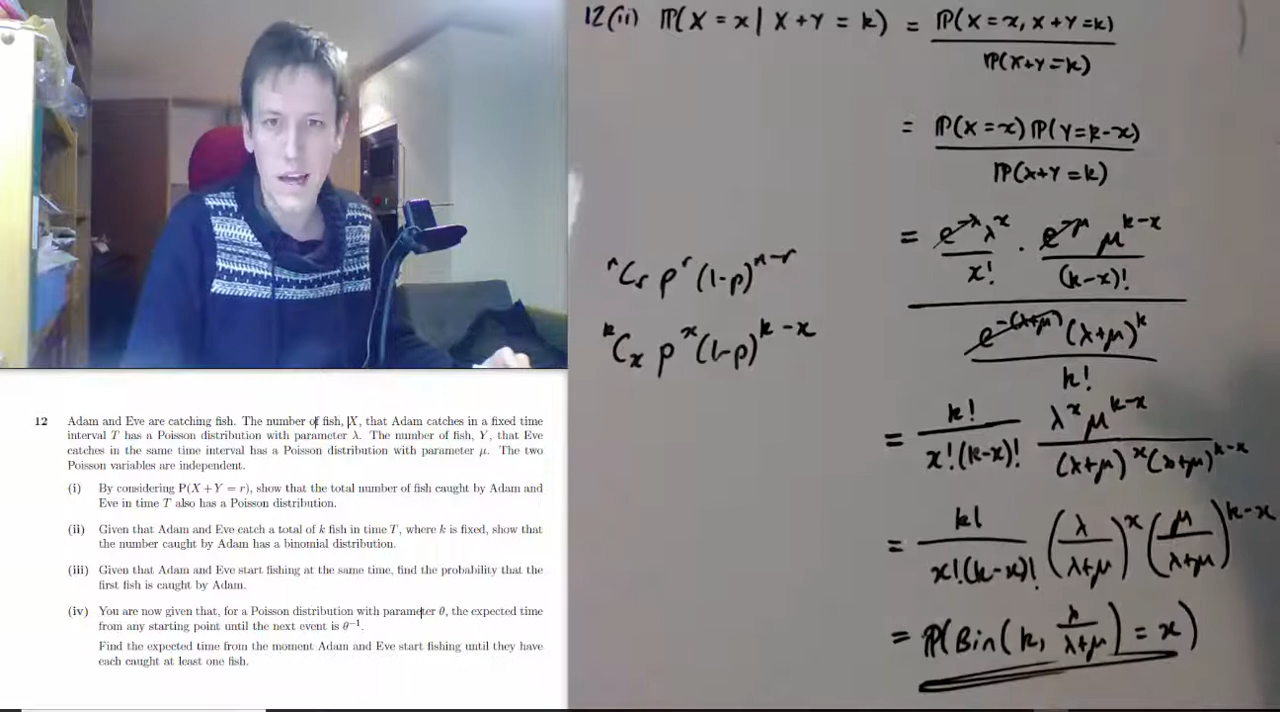 12 Adam and Eve are catching fish. The number of fish, X, that Adam catches in a fixed time
interval T has a Poisson distribution with parameter λ. The number of fish, Y, that Eve
catches in the same time interval has a Poisson distribution with parameter μ. The two
Poisson variables are independent.
(i) By considering P(X + Y = r), show that the total number of fish caught by Adam and
Eve in time T also has a Poisson distribution.
(ii) Given that Adam and Eve catch a total of k fish in time T, where k is fixed, show that
the number caught by Adam has a binomial distribution.
(iii) Given that Adam and Eve start fishing at the same time, find the probability that the
first fish is caught by Adam.
(iv) You are now given that, for a Poisson distribution with parameter θ, the expected time
from any starting point until the next event is θ⁻¹.
Find the expected time from the moment Adam and Eve start fishing until they have
each caught at least one fish.
12(ii) ℙ(X = x | X + Y = k) = ℙ(X = x, X + Y = k) / ℙ(X + Y = k)
= ℙ(X = x) ℙ(Y = k-x) / ℙ(X + Y = k)
= e^-λ λ^x / x! · e^-μ μ^(k-x) / (k-x)!
e^-(λ+μ) (λ+μ)^k / k!
= k! / x!(k-x)! λ^x μ^(k-x) / (λ+μ)^x (λ+μ)^(k-x)
= k! / x!(k-x)! (λ / λ+μ)^x (μ / λ+μ)^(k-x)
= ℙ(Bin(k, λ / λ+μ) = x)
ⁿCr p^r (1-p)^(n-r)
ᵏCx p^x (1-p)^(k-x)